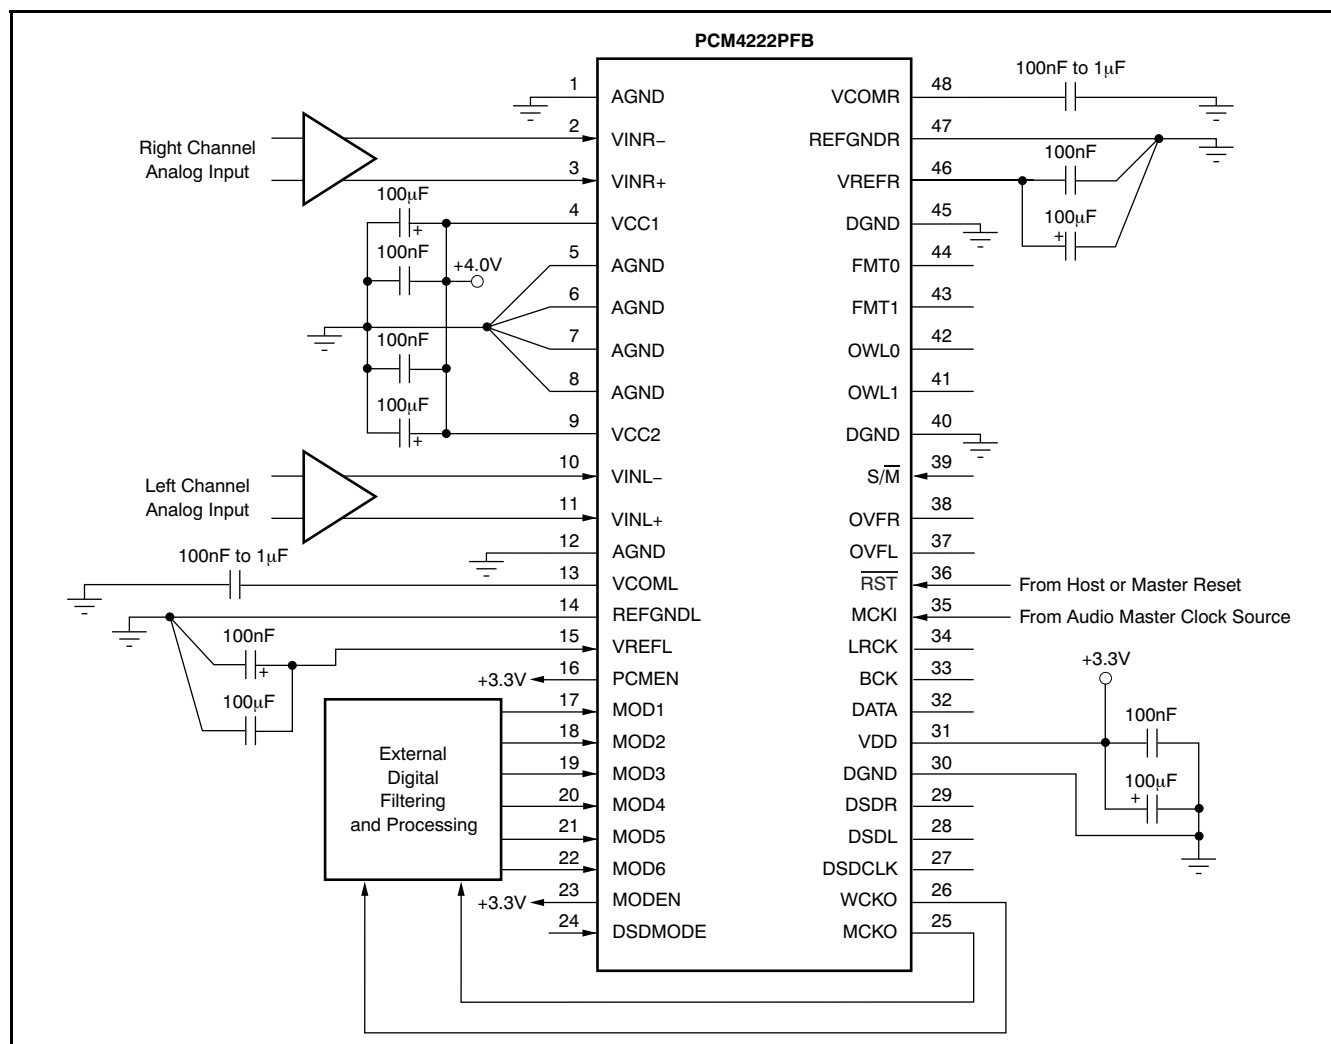 PCM4222PFB
1 AGND
2 VINR–
3 VINR+
4 VCC1
5 AGND
6 AGND
7 AGND
8 AGND
9 VCC2
10 VINL–
11 VINL+
12 AGND
13 VCOML
14 REFGNDL
15 VREFL
16 PCMEN
17 MOD1
18 MOD2
19 MOD3
20 MOD4
21 MOD5
22 MOD6
23 MODEN
24 DSDMODE
VCOMR 48
REFGNDR 47
VREFR 46
DGND 45
FMT0 44
FMT1 43
OWL0 42
OWL1 41
DGND 40
S/M̅ 39
OVFR 38
OVFL 37
R̅S̅T̅ 36
MCKI 35
LRCK 34
BCK 33
DATA 32
VDD 31
DGND 30
DSDR 29
DSDL 28
DSDCLK 27
WCKO 26
MCKO 25
Right Channel
Analog Input
100μF
+
100nF
+4.0V
100nF
100μF
+
Left Channel
Analog Input
100nF to 1μF
100nF
+
100μF
+3.3V
External
Digital
Filtering
and Processing
+3.3V
100nF to 1μF
100nF
100μF
+
From Host or Master Reset
From Audio Master Clock Source
+3.3V
100nF
100μF
+